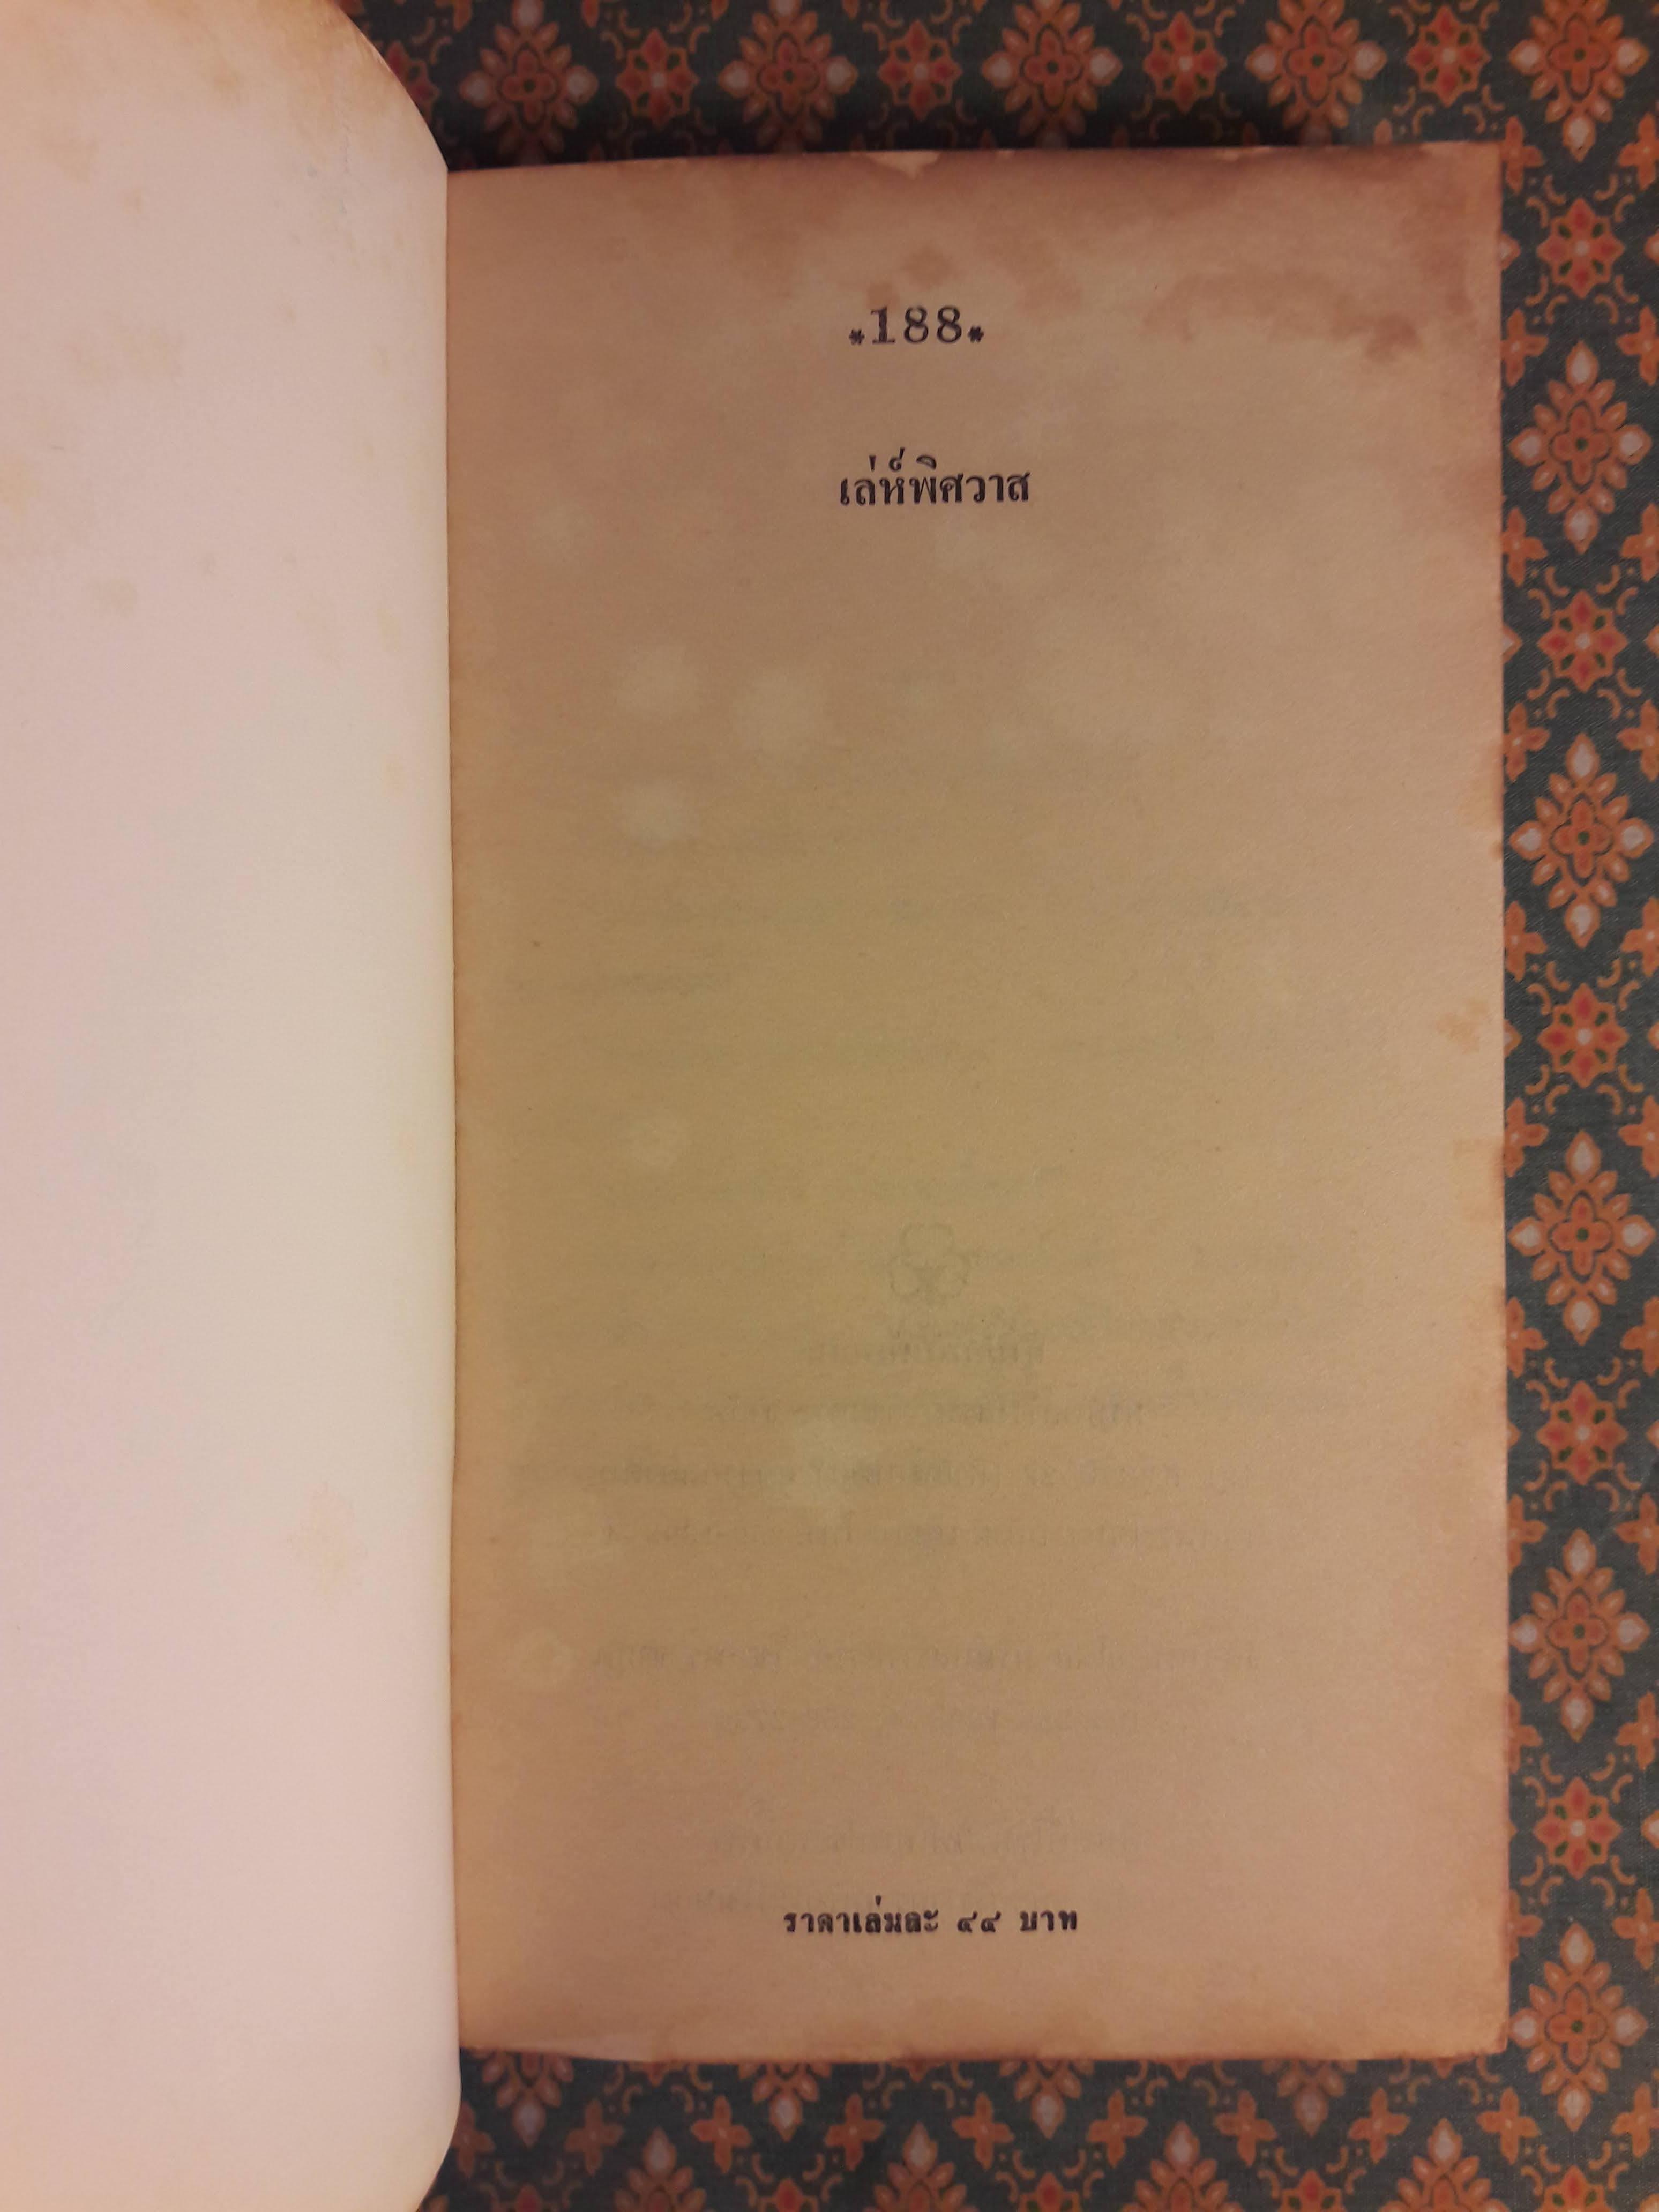 *188*
เล่ห์พิศวาส
ราคาเล่มละ ๔๔ บาท